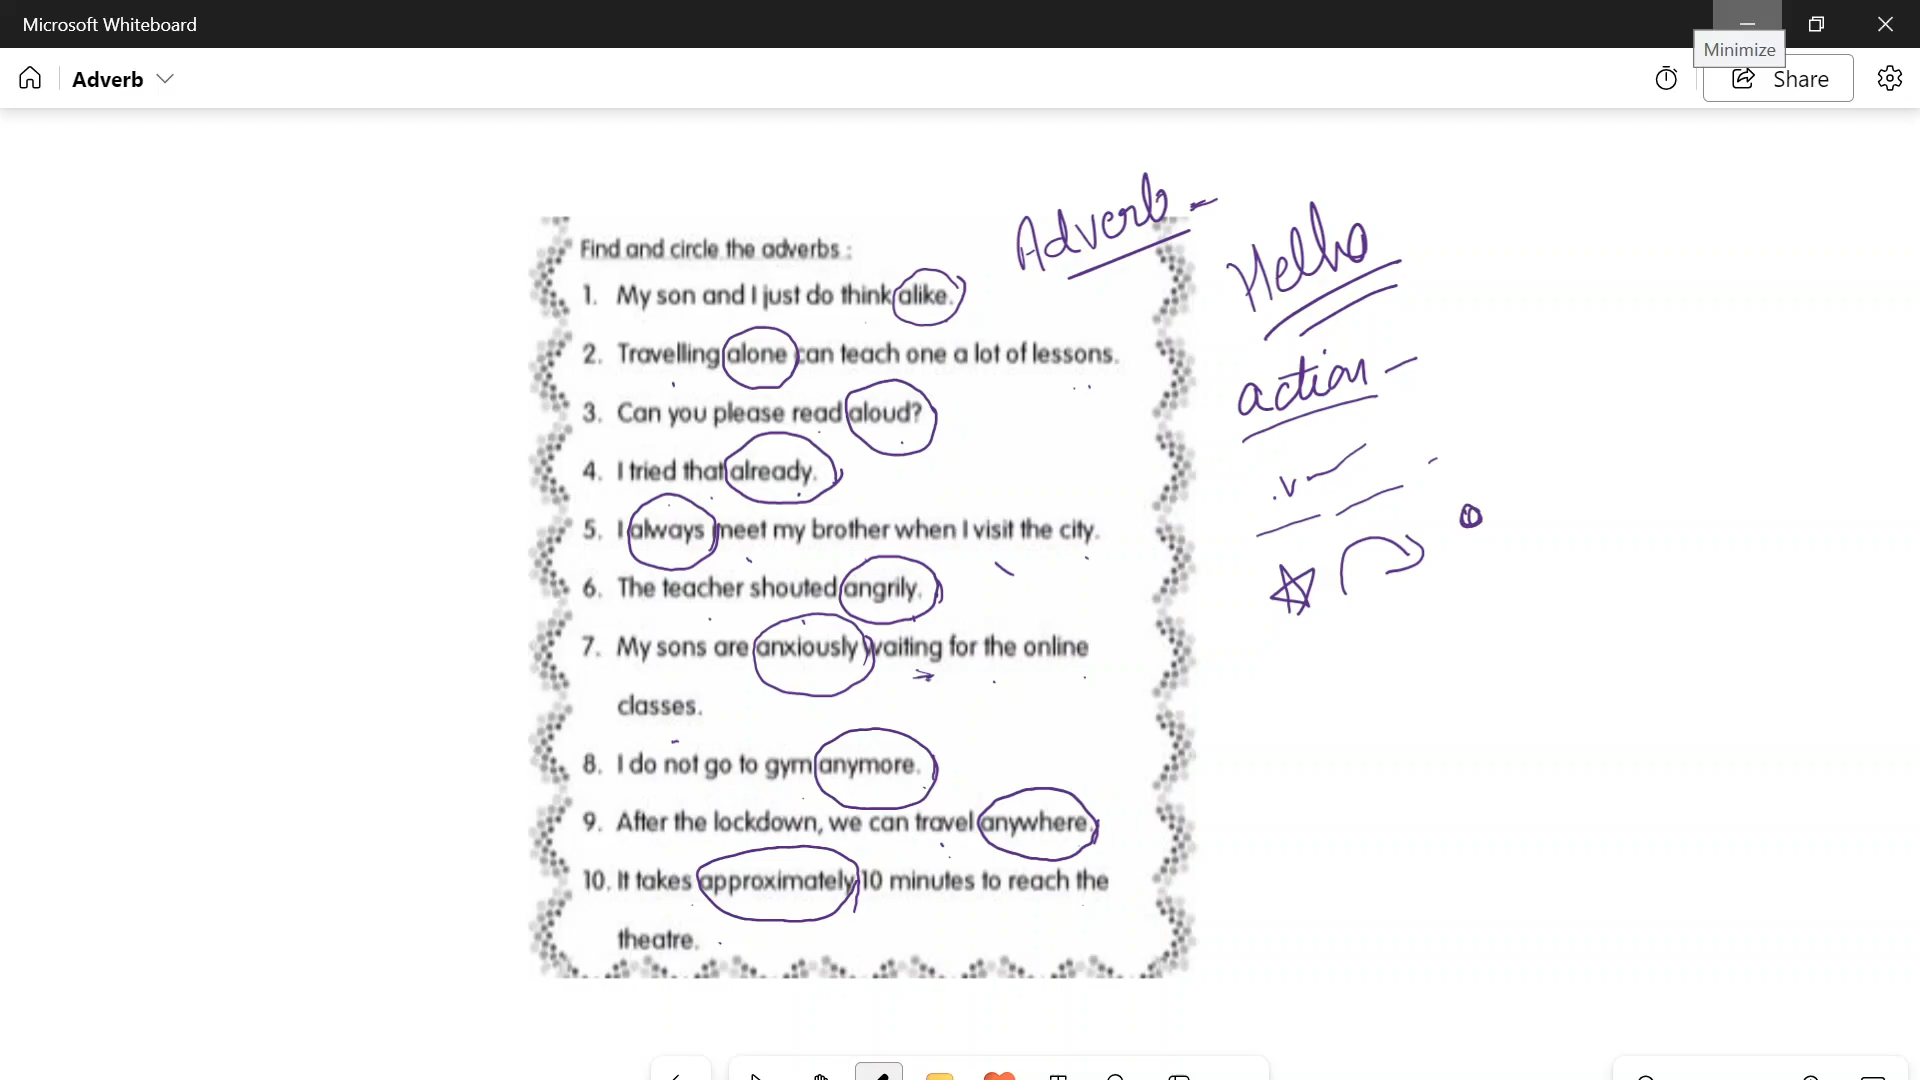 Microsoft Whiteboard
Minimize
Adverb
Share
Adverb -
Hello
action -
Find and circle the adverbs :
1. My son and I just do think alike.
2. Travelling alone can teach one a lot of lessons.
3. Can you please read aloud?
4. I tried that already.
5. I always meet my brother when I visit the city.
6. The teacher shouted angrily.
7. My sons are anxiously waiting for the online
classes.
8. I do not go to gym anymore.
9. After the lockdown, we can travel anywhere.
10. It takes approximately 10 minutes to reach the
theatre.